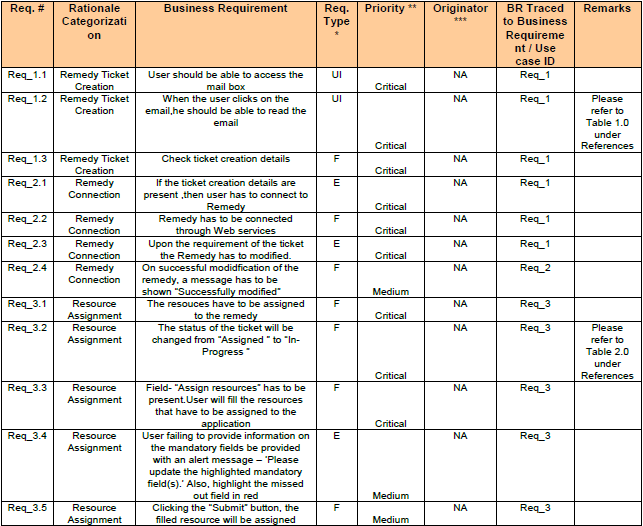 Req. # Rationale Categorizati on Business Requirement Req. Type * Priority ** Originator *** BR Traced to Business Requireme nt / Use case ID Remarks
Req_1.1 Remedy Ticket Creation User should be able to access the mail box UI Critical NA Req_1
Req_1.2 Remedy Ticket Creation When the user clicks on the email,he should be able to read the email UI Critical NA Req_1 Please refer to Table 1.0 under References
Req_1.3 Remedy Ticket Creation Check ticket creation details F Critical NA Req_1
Req_2.1 Remedy Connection If the ticket creation details are present ,then user has to connect to Remedy E Critical NA Req_1
Req_2.2 Remedy Connection Remedy has to be connected through Web services F Critical NA Req_1
Req_2.3 Remedy Connection Upon the requirement of the ticket the Remedy has to modified. E Critical NA Req_1
Req_2.4 Remedy Connection On successful modidfication of the remedy, a message has to be shown “Successfully modified” F Medium NA Req_2
Req_3.1 Resource Assignment The resouces have to be assigned to the remedy F Critical NA Req_3
Req_3.2 Resource Assignment The status of the ticket will be changed from “Assigned ” to “In-Progress ” F Critical NA Req_3 Please refer to Table 2.0 under References
Req_3.3 Resource Assignment Field- “Assign resources” has to be present.User will fill the resources that have to be assigned to the application F Critical NA Req_3
Req_3.4 Resource Assignment User failing to provide information on the mandatory fields be provided with an alert message – ‘Please update the highlighted mandatory field(s).’ Also, highlight the missed out field in red E Medium NA Req_3
Req_3.5 Resource Assignment Clicking the “Submit” button, the filled resource will be assigned F Medium NA Req_3